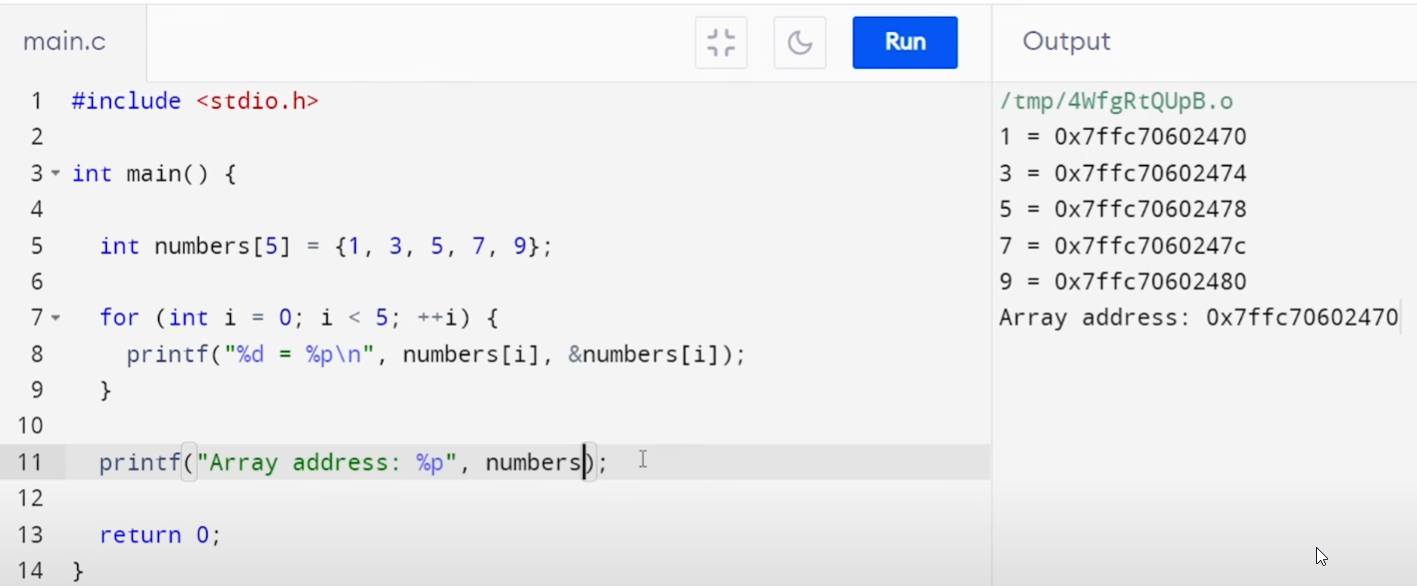 main.c
Run
Output
1 #include <stdio.h>
2
3 int main() {
4
5 int numbers[5] = {1, 3, 5, 7, 9};
6
7 for (int i = 0; i < 5; ++i) {
8 printf("%d = %p\n", numbers[i], &numbers[i]);
9 }
10
11 printf("Array address: %p", numbers);
12
13 return 0;
14 }
/tmp/4WfgRtQUpB.o
1 = 0x7ffc70602470
3 = 0x7ffc70602474
5 = 0x7ffc70602478
7 = 0x7ffc7060247c
9 = 0x7ffc70602480
Array address: 0x7ffc70602470